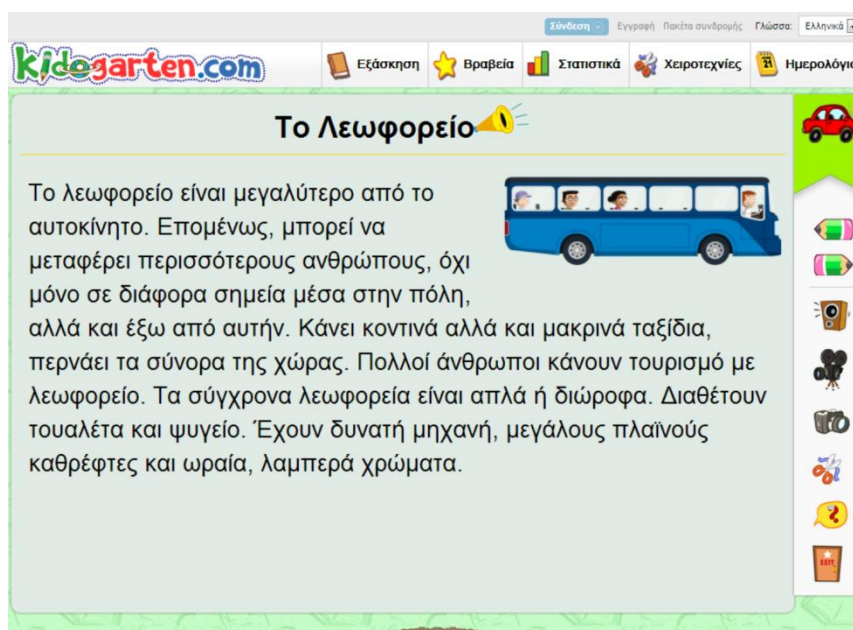 Σύνδεση Εγγραφή Πακέτα συνδρομής Γλώσσα: Ελληνικά
kidogarten.com Εξάσκηση Βραβεία Στατιστικά Χειροτεχνίες 21 Ημερολόγιο
Το Λεωφορείο
Το λεωφορείο είναι μεγαλύτερο από το
αυτοκίνητο. Επομένως, μπορεί να
μεταφέρει περισσότερους ανθρώπους, όχι
μόνο σε διάφορα σημεία μέσα στην πόλη,
αλλά και έξω από αυτήν. Κάνει κοντινά αλλά και μακρινά ταξίδια,
περνάει τα σύνορα της χώρας. Πολλοί άνθρωποι κάνουν τουρισμό με
λεωφορείο. Τα σύγχρονα λεωφορεία είναι απλά ή διώροφα. Διαθέτουν
τουαλέτα και ψυγείο. Έχουν δυνατή μηχανή, μεγάλους πλαϊνούς
καθρέφτες και ωραία, λαμπερά χρώματα.
EXIT